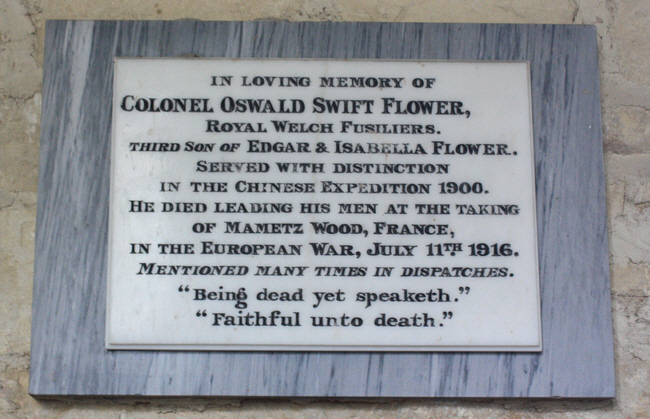 IN LOVING MEMORY OF
COLONEL OSWALD SWIFT FLOWER,
ROYAL WELCH FUSILIERS.
THIRD SON OF EDGAR & ISABELLA FLOWER.
SERVED WITH DISTINCTION
IN THE CHINESE EXPEDITION 1900.
HE DIED LEADING HIS MEN AT THE TAKING
OF MAMETZ WOOD, FRANCE,
IN THE EUROPEAN WAR, JULY 11TH 1916.
MENTIONED MANY TIMES IN DISPATCHES.
“Being dead yet speaketh.”
“Faithful unto death.”